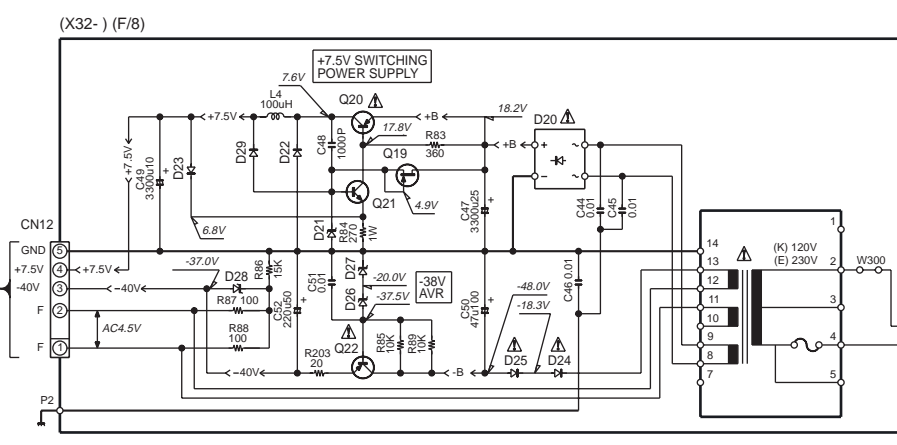 (X32- ) (F/8)
+7.5V SWITCHING
POWER SUPPLY
7.6V
L4
100uH
Q20
18.2V
+7.5V
+B
D20
17.8V
R83
360
+B
+
~
-
~
+7.5V
C49
3300u10
+
D23
D29
D22
C48
1000P
Q19
Q21
4.9V
C47
3300u25
+
C44
0.01
C45
0.01
6.8V
D21
R84
270
1W
CN12
GND
5
+7.5V
4
+7.5V
-40V
3
-40V
F
2
F
1
AC4.5V
-37.0V
D28
R86
15K
R87 100
R88
100
C52
220u50
+
C51
0.01
D27
D26
-20.0V
-37.5V
-38V
AVR
C50
47u100
+
-48.0V
-18.3V
C46 0.01
Q22
R85
10K
R89
10K
R203
20
-40V
-B
D25
D24
P2
14
13
12
11
10
9
8
7
(K) 120V
(E) 230V
1
2
3
4
5
W300